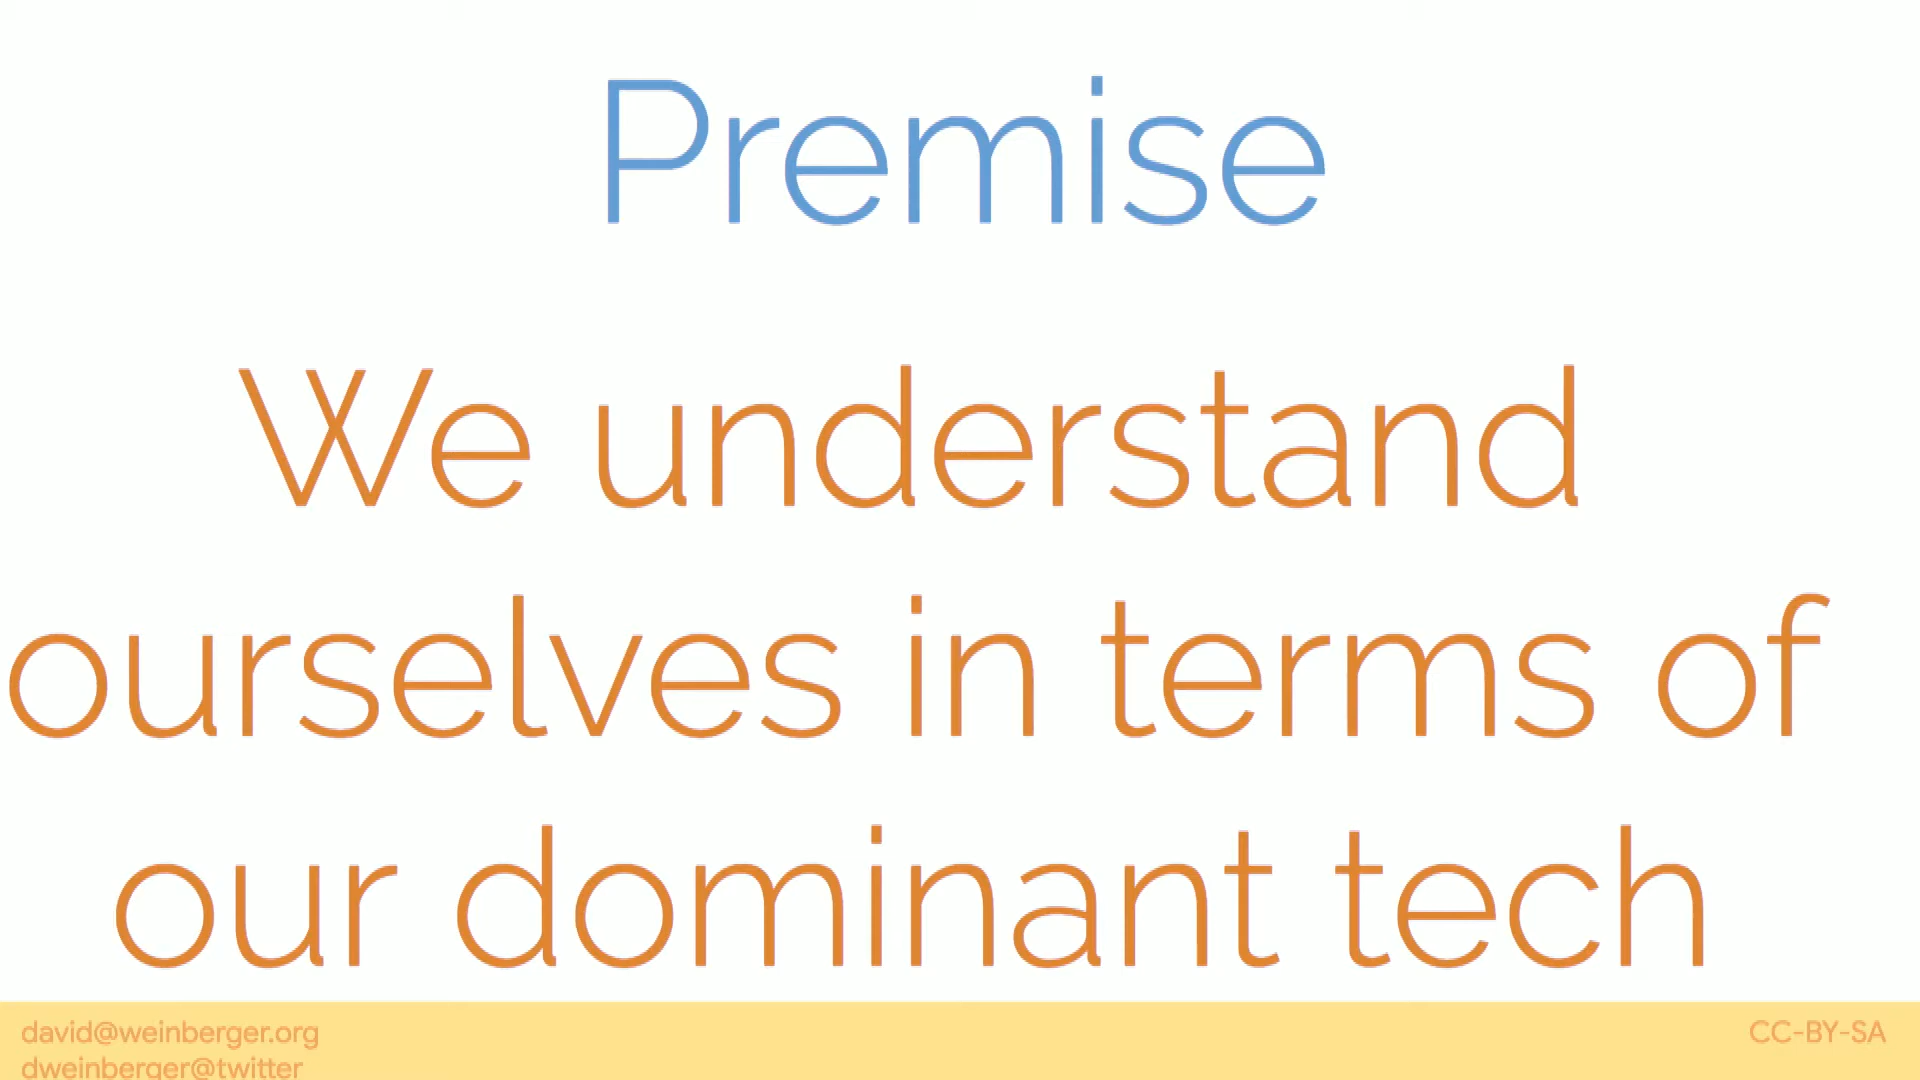 Premise
We understand
ourselves in terms of
our dominant tech
david@weinberger.org
CC-BY-SA
dweinberger@twitter